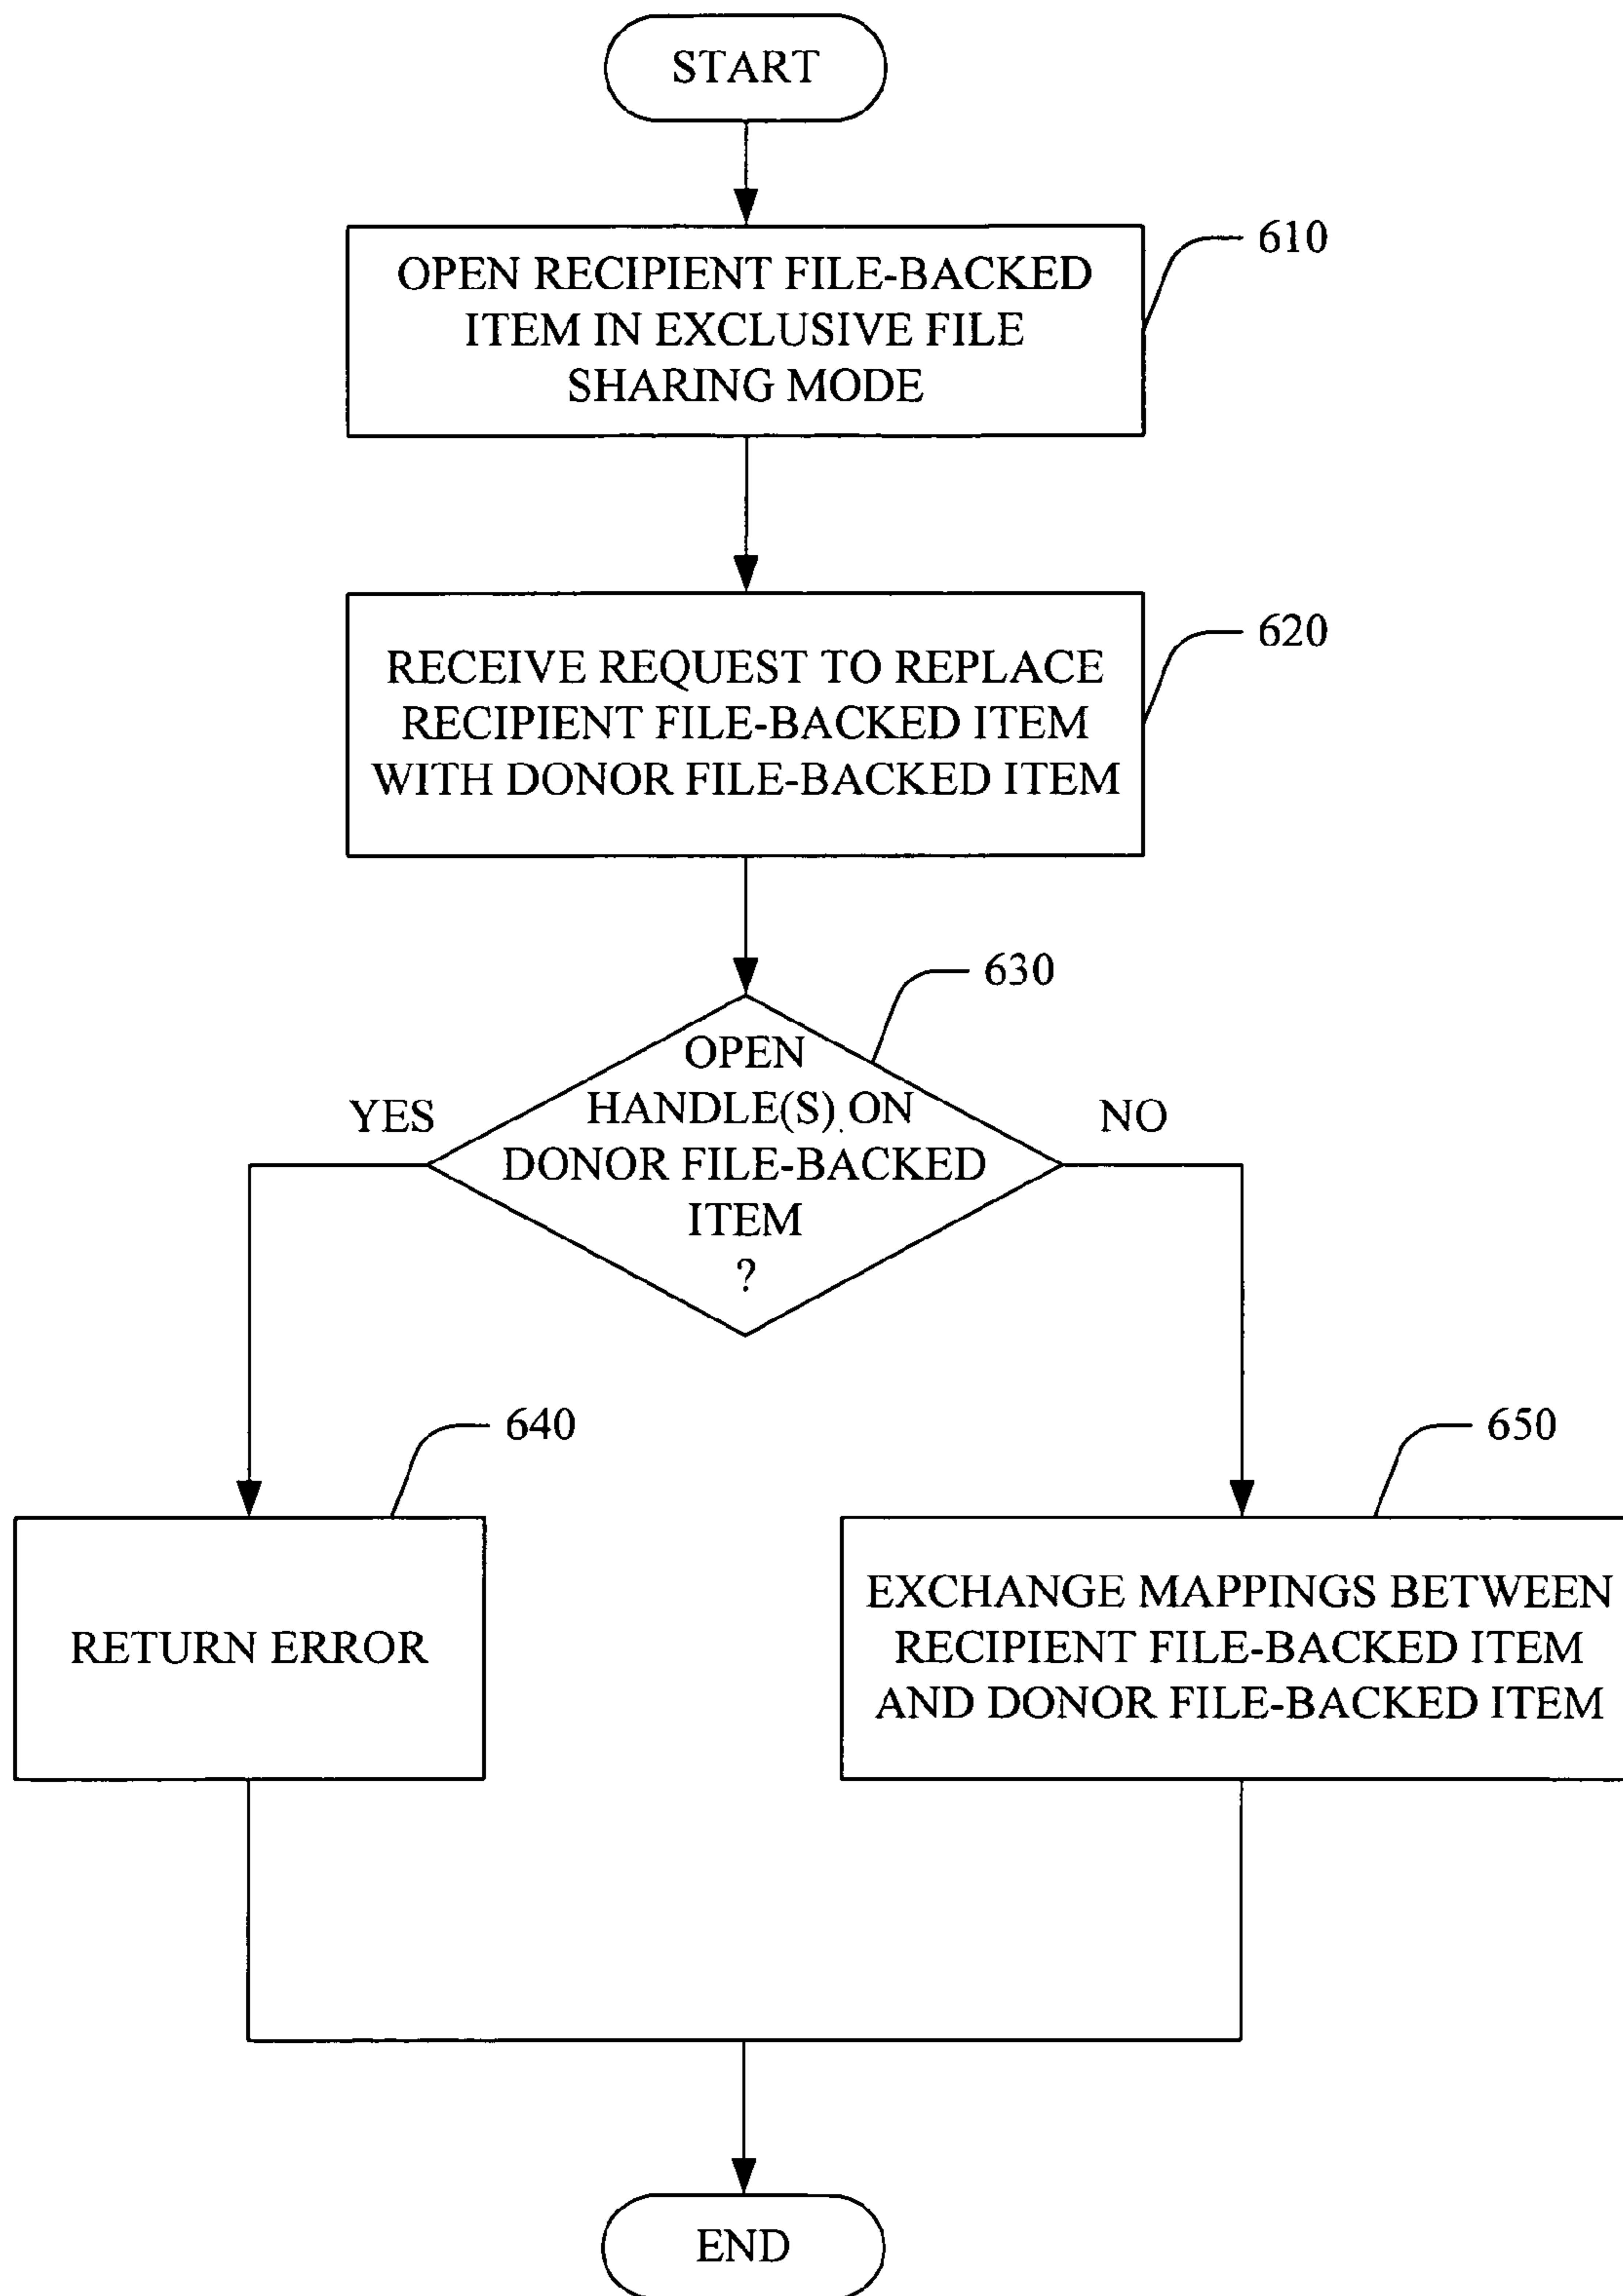 START
OPEN RECIPIENT FILE-BACKED
ITEM IN EXCLUSIVE FILE
SHARING MODE
610
RECEIVE REQUEST TO REPLACE
RECIPIENT FILE-BACKED ITEM
WITH DONOR FILE-BACKED ITEM
620
630
OPEN
HANDLE(S) ON
DONOR FILE-BACKED
ITEM
?
YES
NO
640
RETURN ERROR
650
EXCHANGE MAPPINGS BETWEEN
RECIPIENT FILE-BACKED ITEM
AND DONOR FILE-BACKED ITEM
END